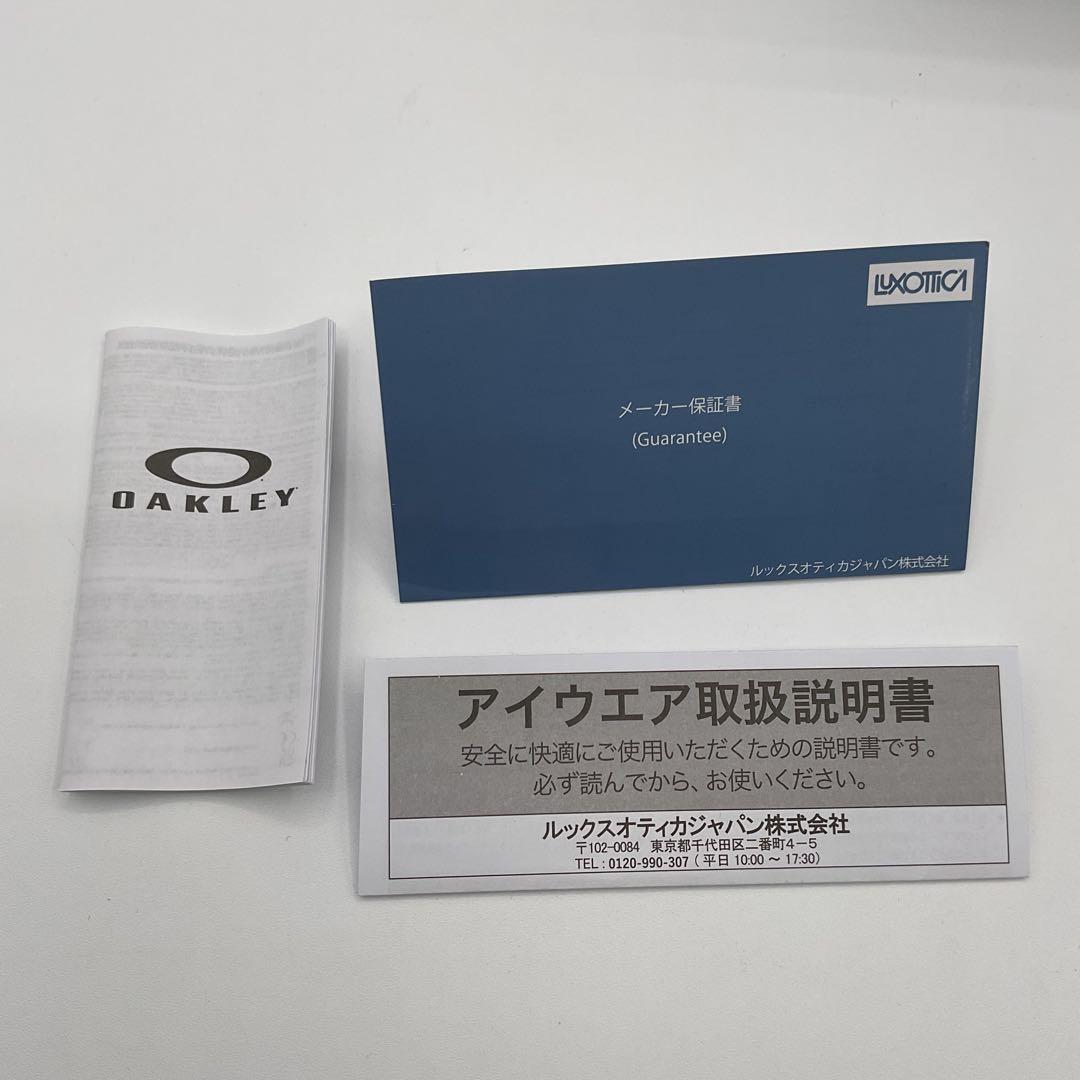 OAKLEY
LUXOTTICA
メーカー保証書
(Guarantee)
ルックスオティカジャパン株式会社
アイウエア取扱説明書
安全に快適にご使用いただくための説明書です。
必ず読んでから、お使いください。
ルックスオティカジャパン株式会社
〒102-0084 東京都千代田区二番町4-5
TEL : 0120-990-307 ( 平日 10:00 ～ 17:30)